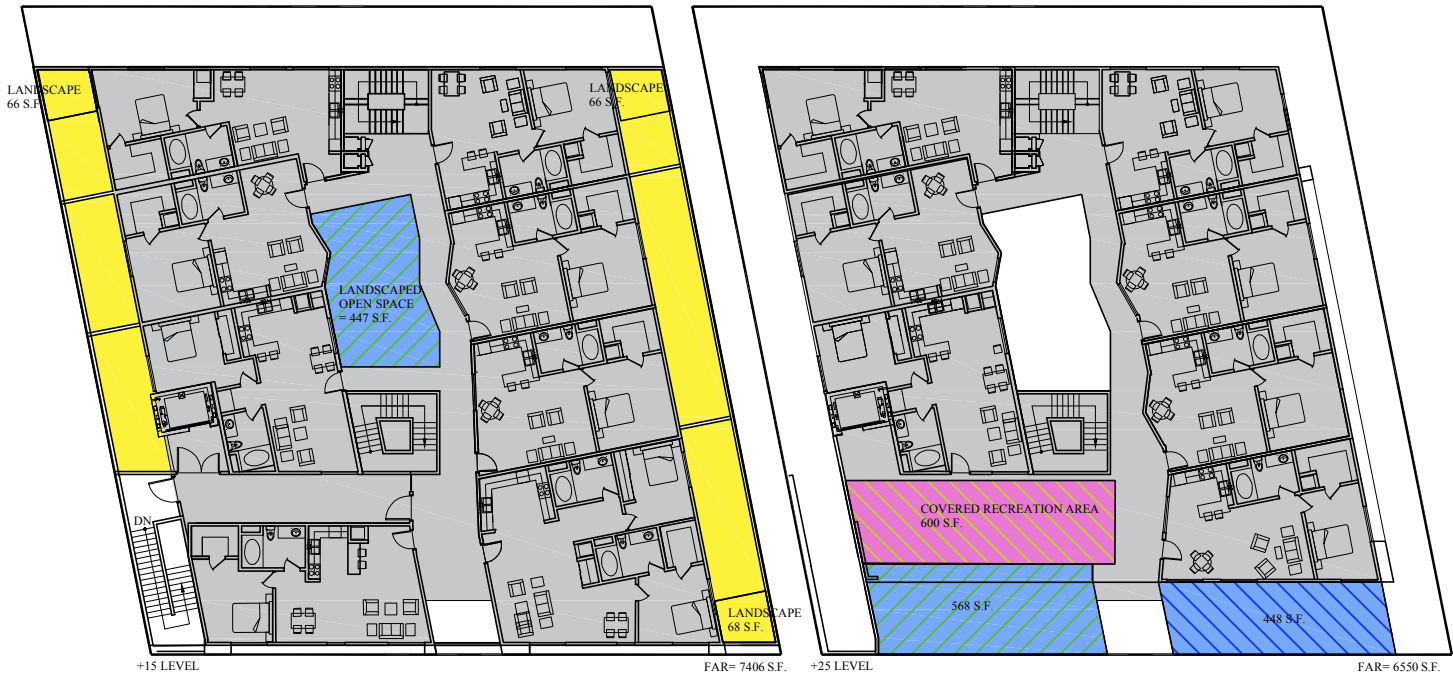 LANDSCAPE
66 S.F.
LANDSCAPE
66 S.F.
LANDSCAPED
OPEN SPACE
= 447 S.F.
DN
LANDSCAPE
68 S.F.
+15 LEVEL
FAR= 7406 S.F.
COVERED RECREATION AREA
600 S.F.
568 S.F.
448 S.F.
+25 LEVEL
FAR= 6550 S.F.